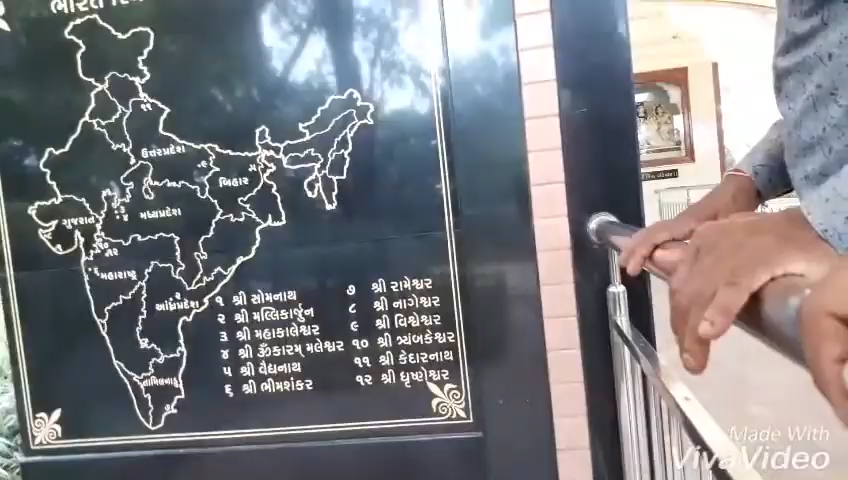 ઉત્તરપ્રદેશ
બિહાર
ગુજરાત
મધ્યપ્રદેશ
મહારાષ્ટ્ર
આંધ્રપ્રદેશ
તામિલનાડુ
૧ શ્રી સોમનાથ
૨ શ્રી મલ્લિકાર્જુન
૩ શ્રી મહાકાલેશ્વર
૪ શ્રી ૐકારમ્ મલેશ્વર
૫ શ્રી વૈદ્યનાથ
૬ શ્રી ભીમશંકર
૭ શ્રી રામેશ્વર
૮ શ્રી નાગેશ્વર
૯ શ્રી વિશ્વેશ્વર
૧૦ શ્રી ત્ર્યંબકેશ્વર
૧૧ શ્રી કેદારનાથ
૧૨ શ્રી ધૃષ્ણેશ્વર
Made With
VivaVideo